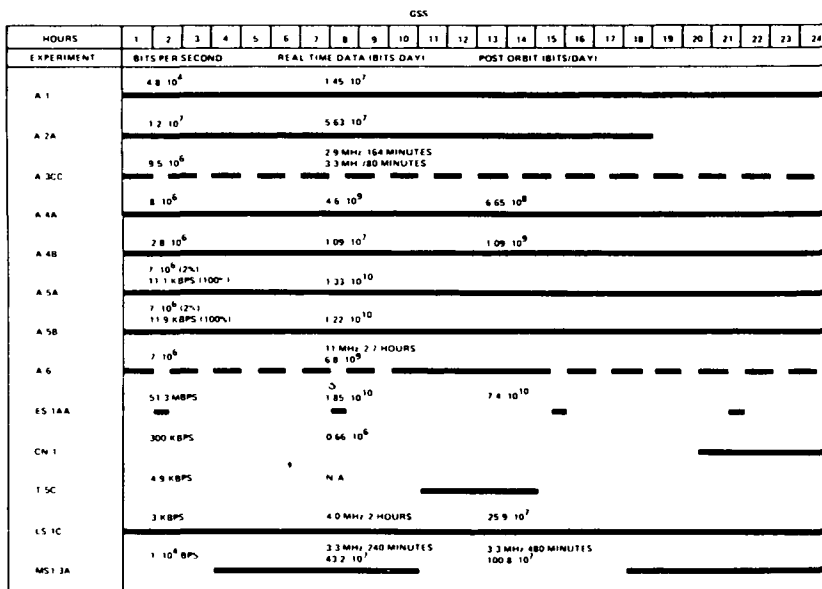 GSS
HOURS 1 2 3 4 5 6 7 8 9 10 11 12 13 14 15 16 17 18 19 20 21 22 23 24
EXPERIMENT BITS PER SECOND REAL TIME DATA (BITS DAY) POST ORBIT (BITS/DAY)
4.8 10⁴ 1.45 10⁷
A 1
1.2 10⁷ 5.63 10⁷
A 2A
2.9 MHz 164 MINUTES
9.5 10⁶ 3.3 MHz /80 MINUTES
A 3CC
8 10⁶ 4.6 10⁹ 6.65 10⁸
A 4A
2.8 10⁶ 1.09 10⁷ 1.09 10⁹
A 4B
7 10⁶ (2%)
11.1 KBPS (100%) 1.33 10¹⁰
A 5A
7 10⁶ (2%)
11.9 KBPS (100%) 1.22 10¹⁰
A 5B
11 MHz 2.7 HOURS
7 10⁶ 6.8 10⁹
A 6
51.3 MBPS 1.85 10¹⁰ 7.4 10¹⁰
ES 1AA
300 KBPS 0.66 10⁶
CN 1
4.9 KBPS N/A
T 5C
3 KBPS 4.0 MHz 2 HOURS 25.9 10⁷
LS 1C
3.3 MHz 240 MINUTES 3.3 MHz 480 MINUTES
1 10⁴ BPS 43.2 10⁷ 100.8 10⁷
MS1 3A